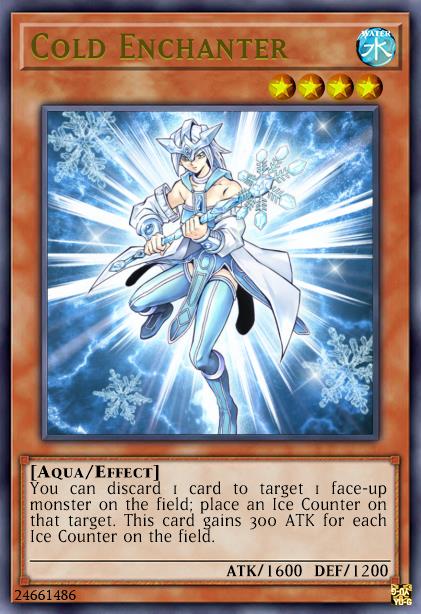 Cold Enchanter
WATER
水
[Aqua/Effect]
You can discard 1 card to target 1 face-up
monster on the field; place an Ice Counter on
that target. This card gains 300 ATK for each
Ice Counter on the field.
ATK/1600 DEF/1200
24661486